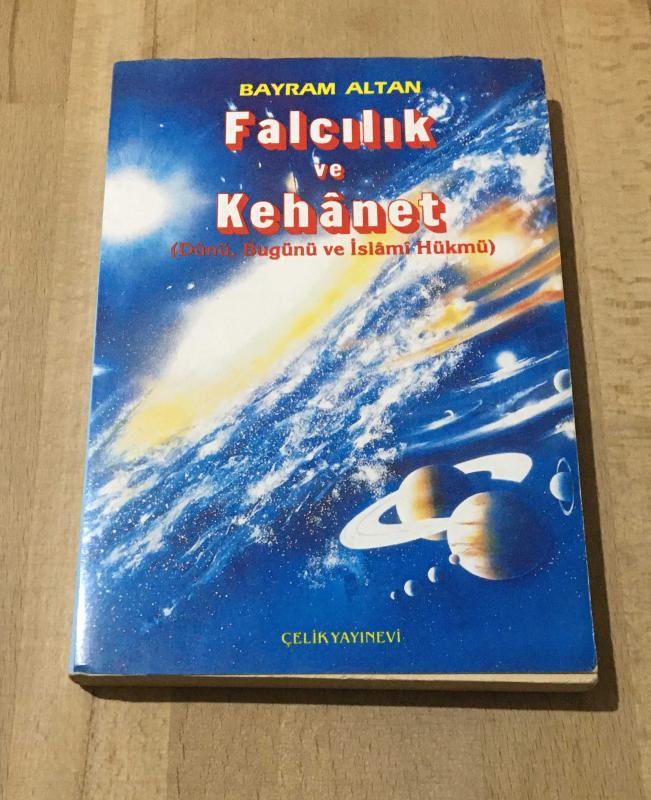 BAYRAM ALTAN
Falcılık
ve
Kehânet
(Dünü, Bugünü ve İslâmî Hükmü)
ÇELİK YAYINEVİ